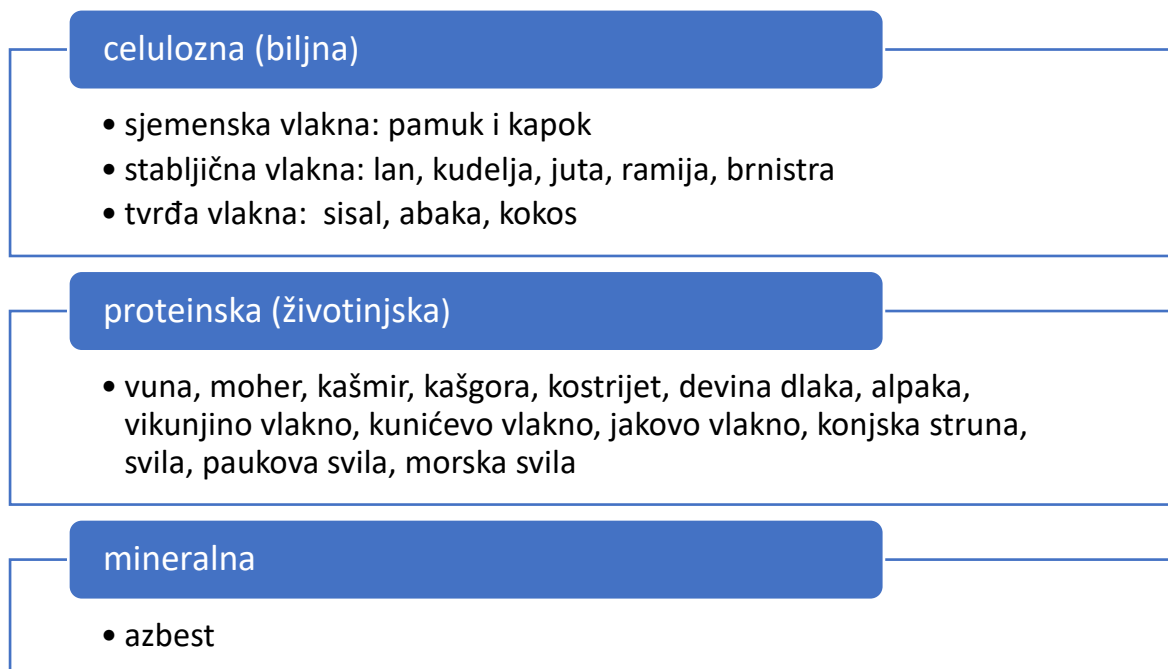 celulozna (biljna)
• sjemenska vlakna: pamuk i kapok
• stabljična vlakna: lan, kudelja, juta, ramija, brnistra
• tvrđa vlakna: sisal, abaka, kokos
proteinska (životinjska)
• vuna, moher, kašmir, kašgora, kostrijet, devina dlaka, alpaka,
vikunjino vlakno, kunićevo vlakno, jakovo vlakno, konjska struna,
svila, paukova svila, morska svila
mineralna
• azbest